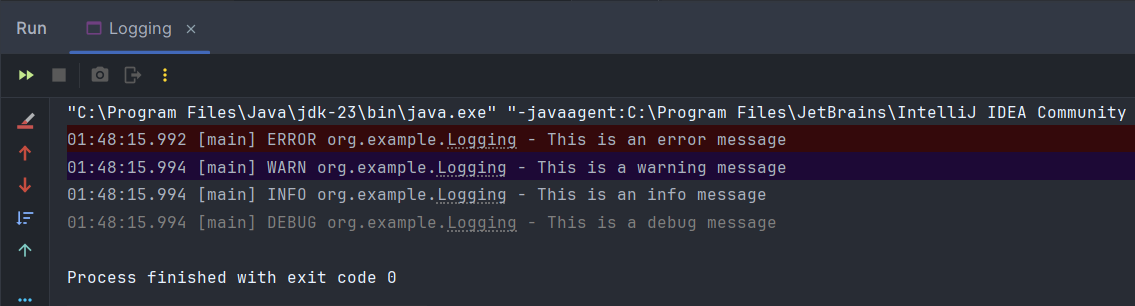 Run Logging
"C:\Program Files\Java\jdk-23\bin\java.exe" "-javaagent:C:\Program Files\JetBrains\IntelliJ IDEA Community
01:48:15.992 [main] ERROR org.example.Logging - This is an error message
01:48:15.994 [main] WARN org.example.Logging - This is a warning message
01:48:15.994 [main] INFO org.example.Logging - This is an info message
01:48:15.994 [main] DEBUG org.example.Logging - This is a debug message
Process finished with exit code 0